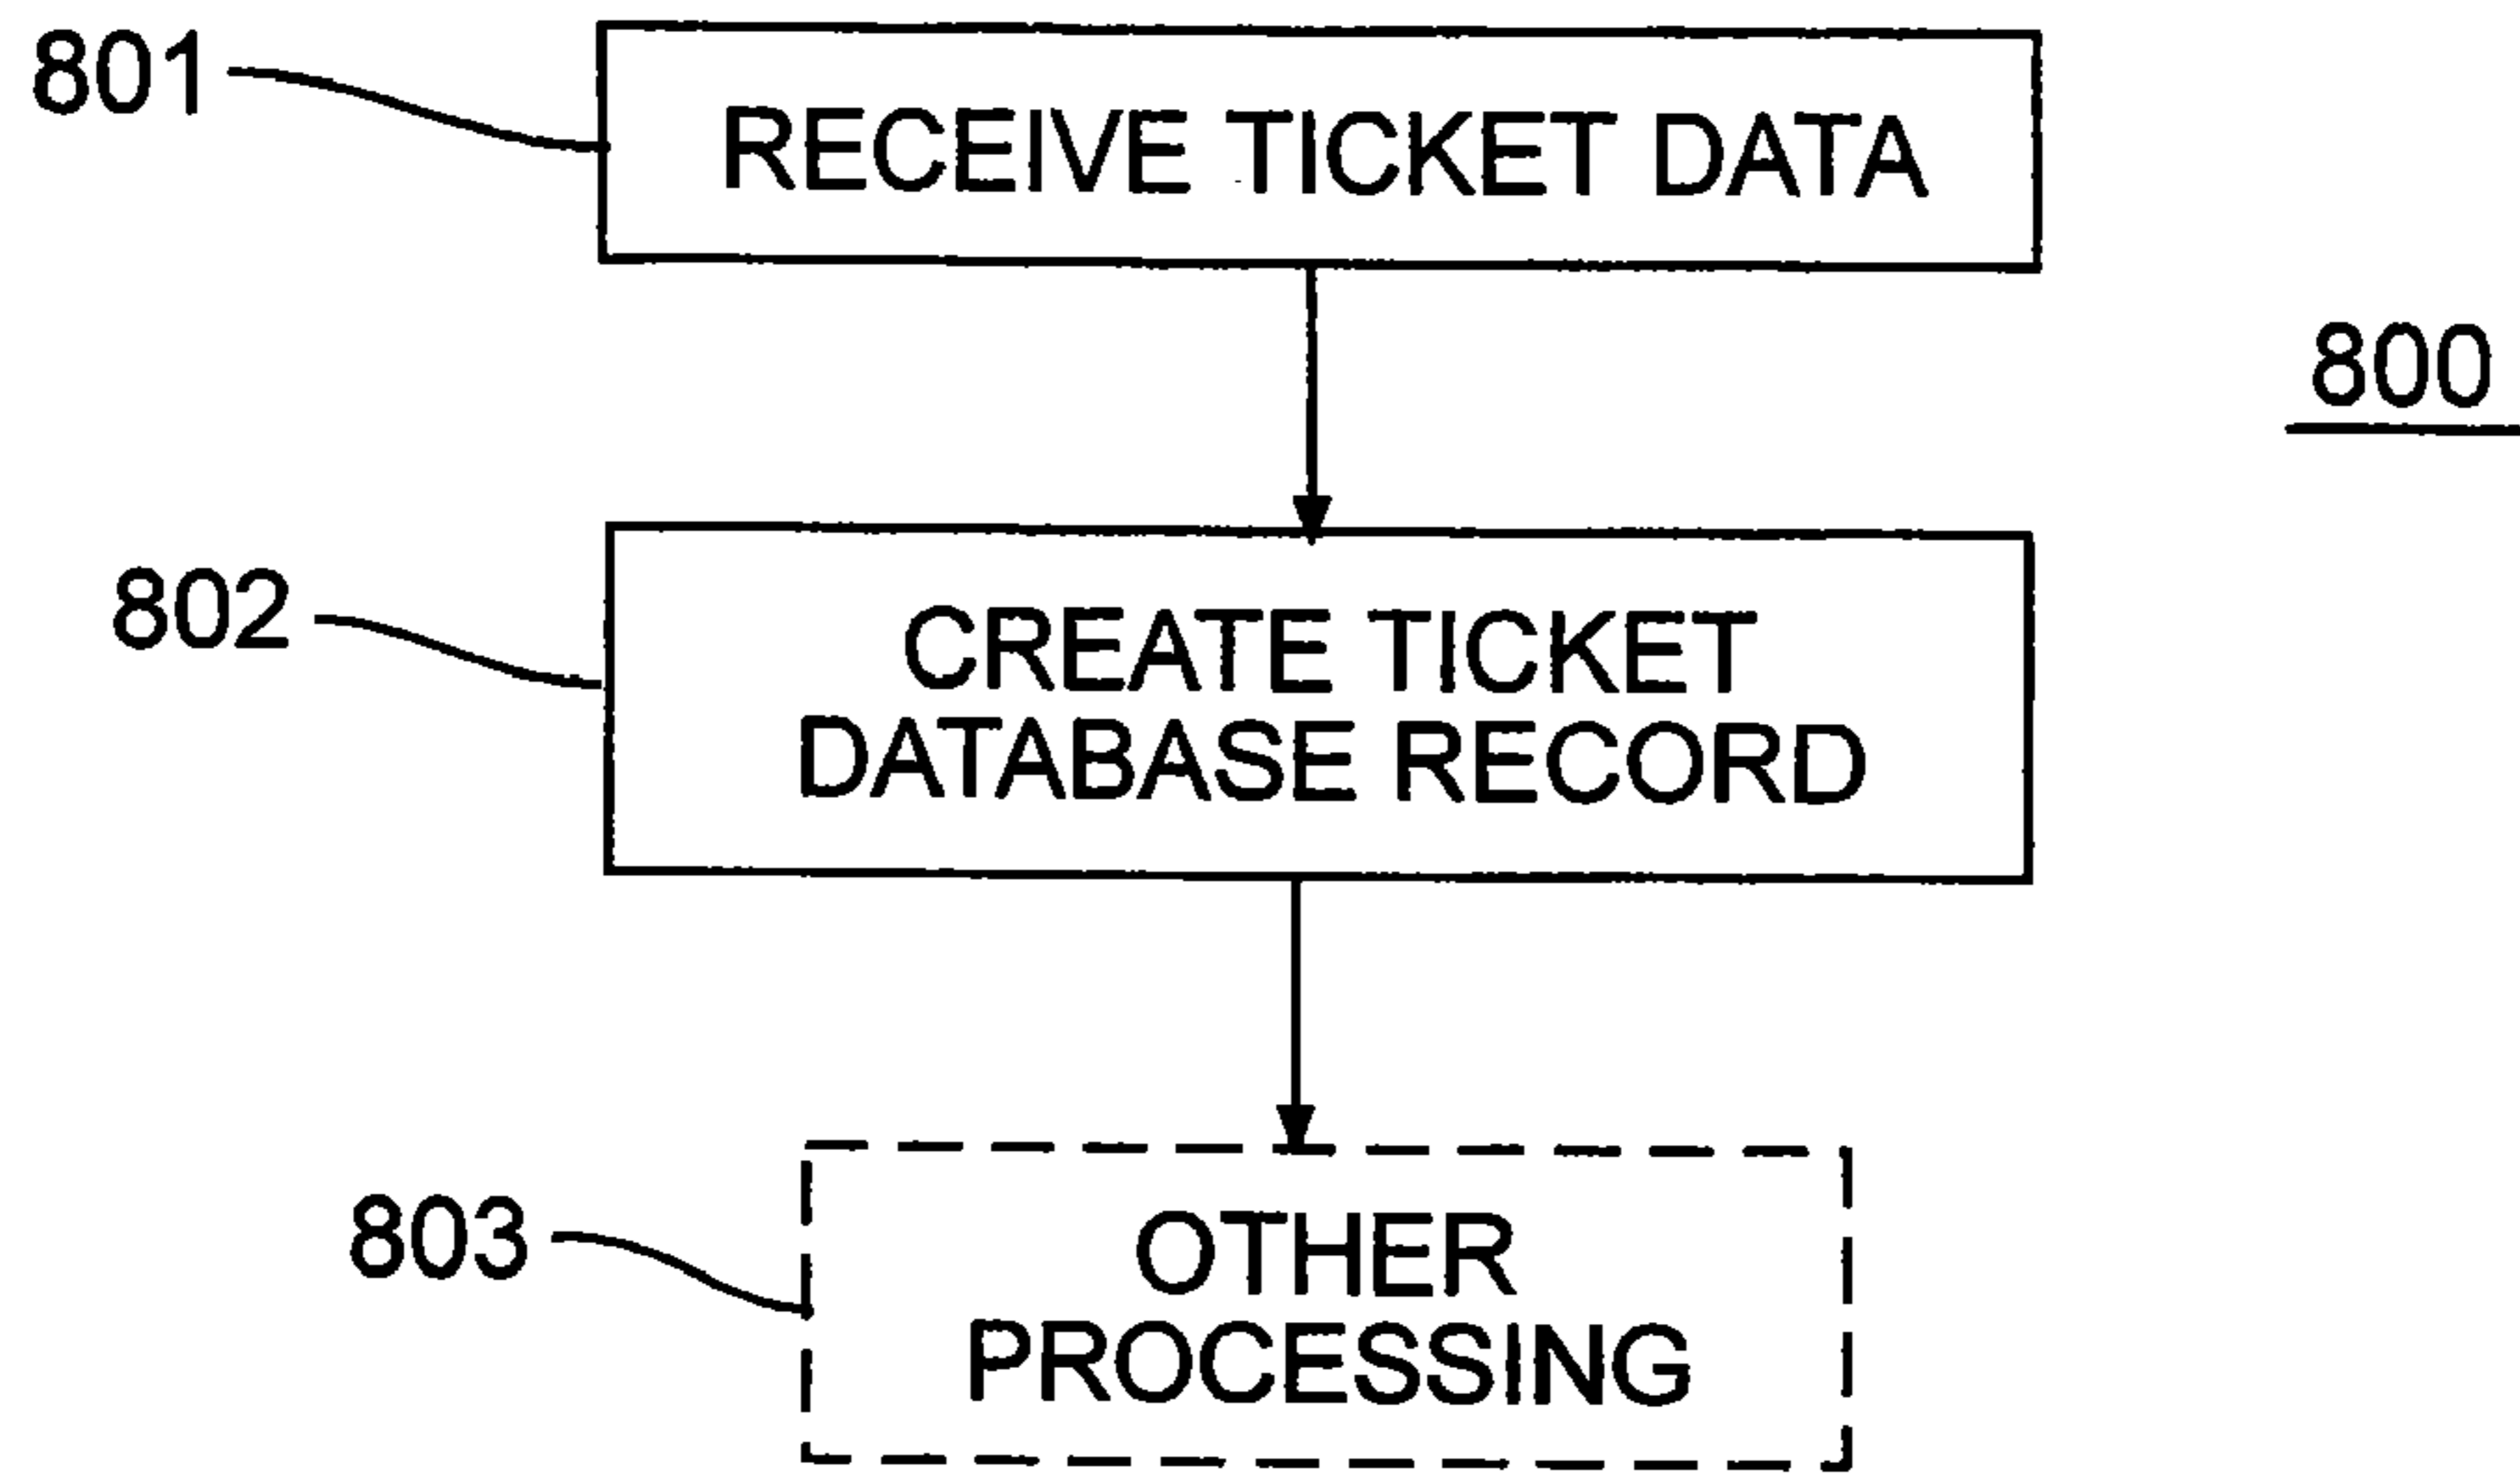 801
RECEIVE TICKET DATA
800
802
CREATE TICKET
DATABASE RECORD
803
OTHER
PROCESSING